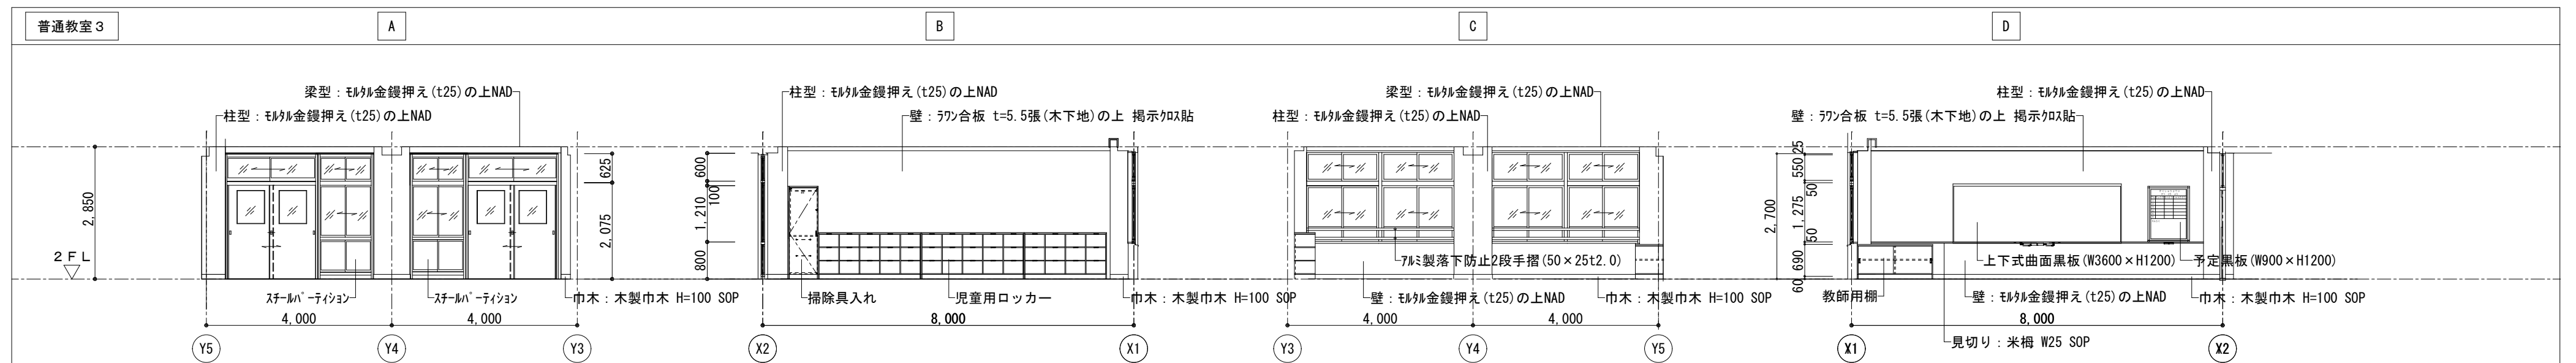 普通教室３
A
B
C
D
梁型：ﾓﾙﾀﾙ金鏝押え(t25)の上NAD
柱型：ﾓﾙﾀﾙ金鏝押え(t25)の上NAD
2,850
２ＦＬ
625
2,075
ｽﾁｰﾙﾊﾟｰﾃｨｼｮﾝ
ｽﾁｰﾙﾊﾟｰﾃｨｼｮﾝ
巾木：木製巾木 H=100 SOP
4,000
4,000
Y5
Y4
Y3
柱型：ﾓﾙﾀﾙ金鏝押え(t25)の上NAD
壁：ﾗﾜﾝ合板 t=5.5張(木下地)の上 掲示ｸﾛｽ貼
600
100
1,210
800
掃除具入れ
児童用ロッカー
巾木：木製巾木 H=100 SOP
8,000
X2
X1
梁型：ﾓﾙﾀﾙ金鏝押え(t25)の上NAD
柱型：ﾓﾙﾀﾙ金鏝押え(t25)の上NAD
ｱﾙﾐ製落下防止2段手摺(50×25t2.0)
壁：ﾓﾙﾀﾙ金鏝押え(t25)の上NAD
巾木：木製巾木 H=100 SOP
4,000
4,000
Y3
Y4
Y5
柱型：ﾓﾙﾀﾙ金鏝押え(t25)の上NAD
壁：ﾗﾜﾝ合板 t=5.5張(木下地)の上 掲示ｸﾛｽ貼
25
550
50
1,275
50
690
60
2,700
上下式曲面黒板(W3600×H1200)
予定黒板(W900×H1200)
教師用棚
壁：ﾓﾙﾀﾙ金鏝押え(t25)の上NAD
巾木：木製巾木 H=100 SOP
8,000
見切り：米栂 W25 SOP
X1
X2